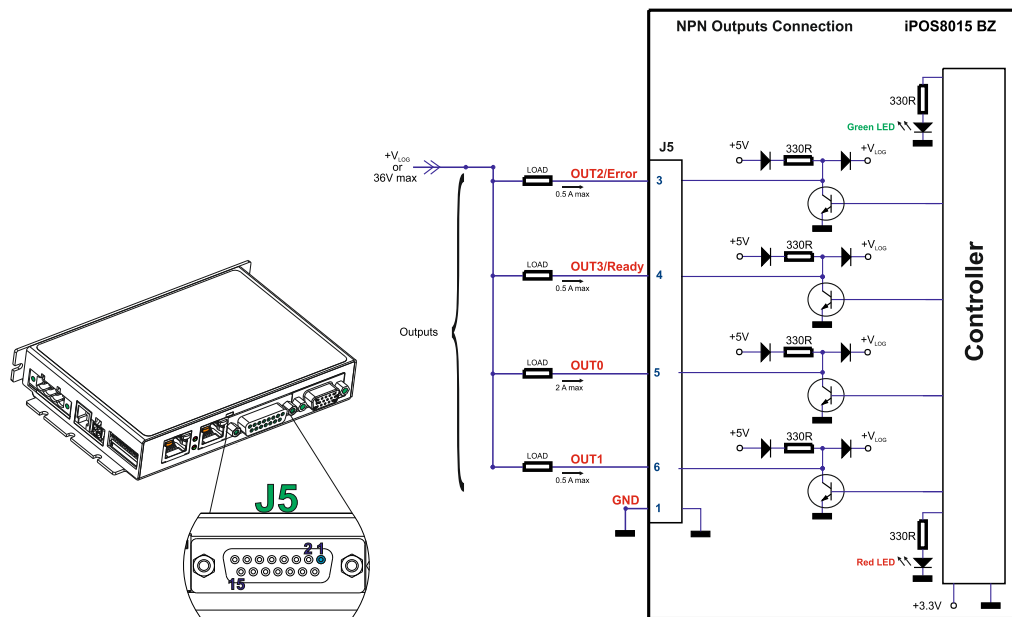 NPN Outputs Connection
iPOS8015 BZ
330R
Green LED
J5
+5V
330R
+VLOG
+VLOG
or
36V max
LOAD
OUT2/Error
0.5 A max
3
+5V
330R
+VLOG
LOAD
OUT3/Ready
0.5 A max
4
Controller
Outputs
+5V
330R
+VLOG
LOAD
OUT0
2 A max
5
+5V
330R
+VLOG
LOAD
OUT1
0.5 A max
6
GND
1
330R
Red LED
+3.3V
J5
2 1
15